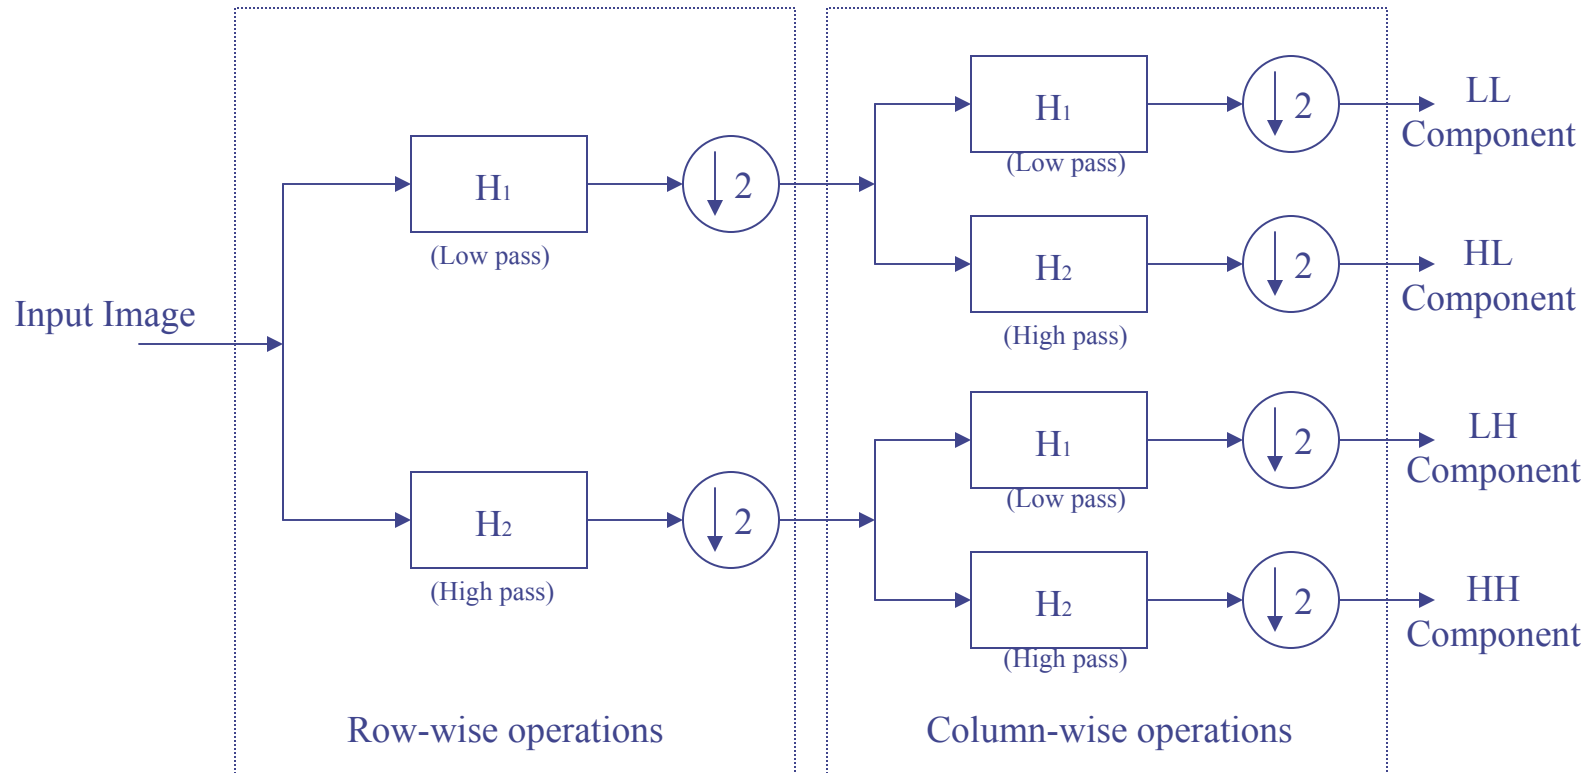 Input Image
H1
(Low pass)
2
H2
(High pass)
2
Row-wise operations
H1
(Low pass)
2
LL
Component
H2
(High pass)
2
HL
Component
H1
(Low pass)
2
LH
Component
H2
(High pass)
2
HH
Component
Column-wise operations